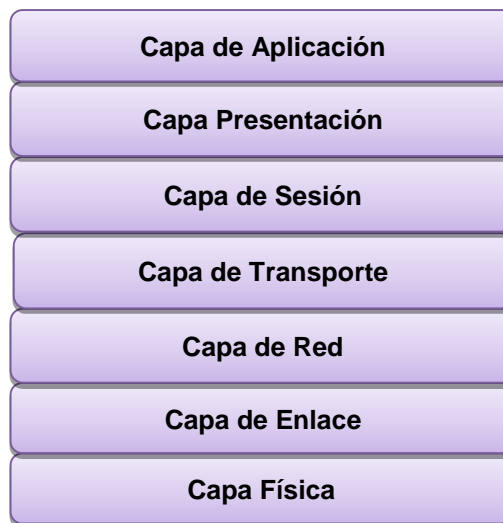 Capa de Aplicación
Capa Presentación
Capa de Sesión
Capa de Transporte
Capa de Red
Capa de Enlace
Capa Física